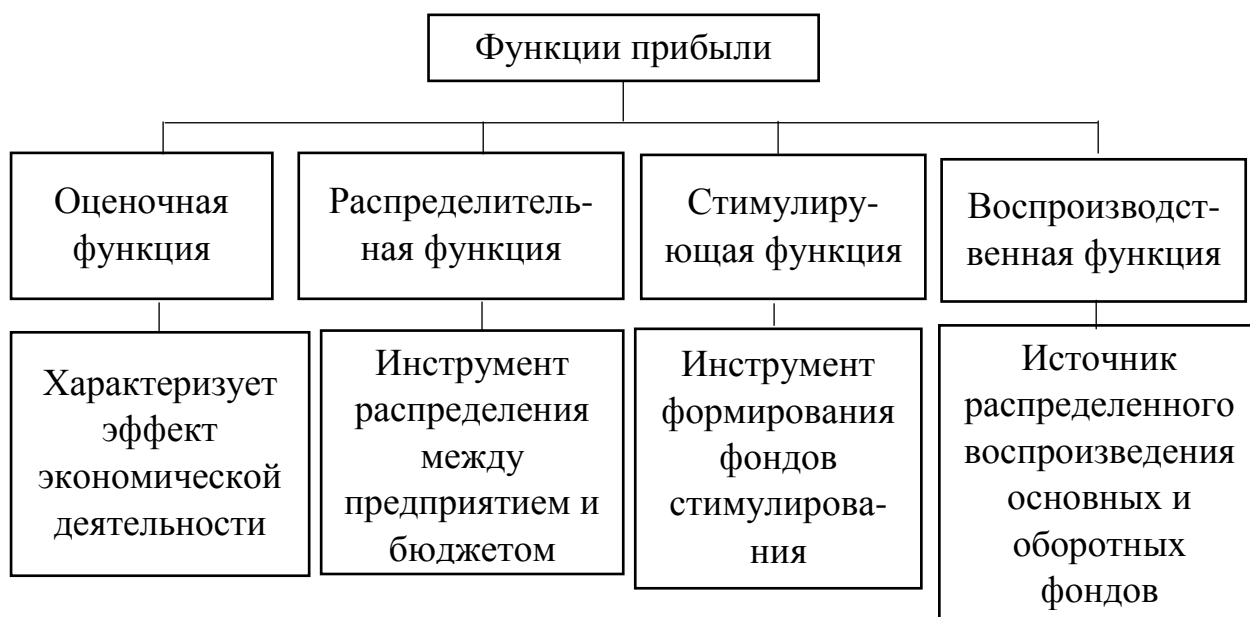 Функции прибыли
Оценочная
функция
Распределитель-
ная функция
Стимулиру-
ющая функция
Воспроизводст-
венная функция
Характеризует
эффект
экономической
деятельности
Инструмент
распределения
между
предприятием и
бюджетом
Инструмент
формирования
фондов
стимулирова-
ния
Источник
распределенного
воспроизведения
основных и
оборотных
фондов